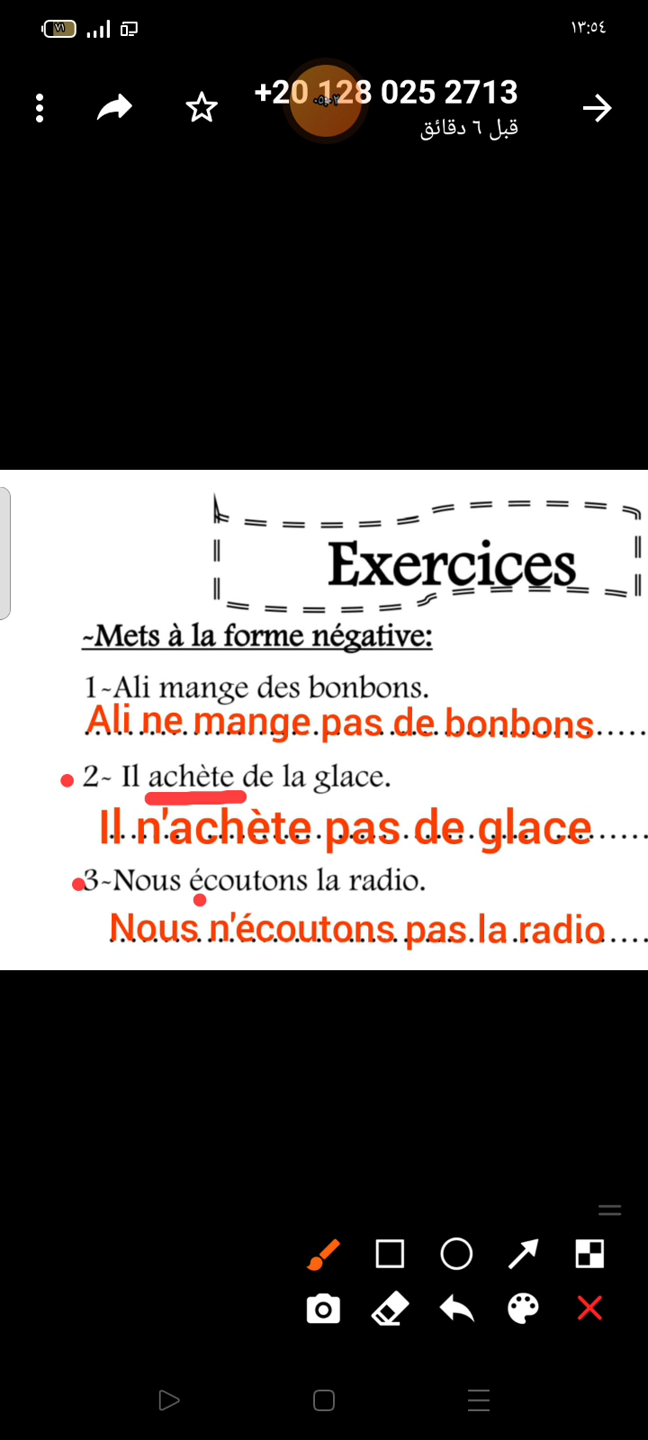 ١٣:٥٤
+20 128 025 2713
قبل ٦ دقائق
Exercices
~Mets à la forme négative:
1~Ali mange des bonbons.
Ali ne mange pas de bonbons
2~ Il achète de la glace.
Il n'achète pas de glace
3~Nous écoutons la radio.
Nous n'écoutons pas la radio